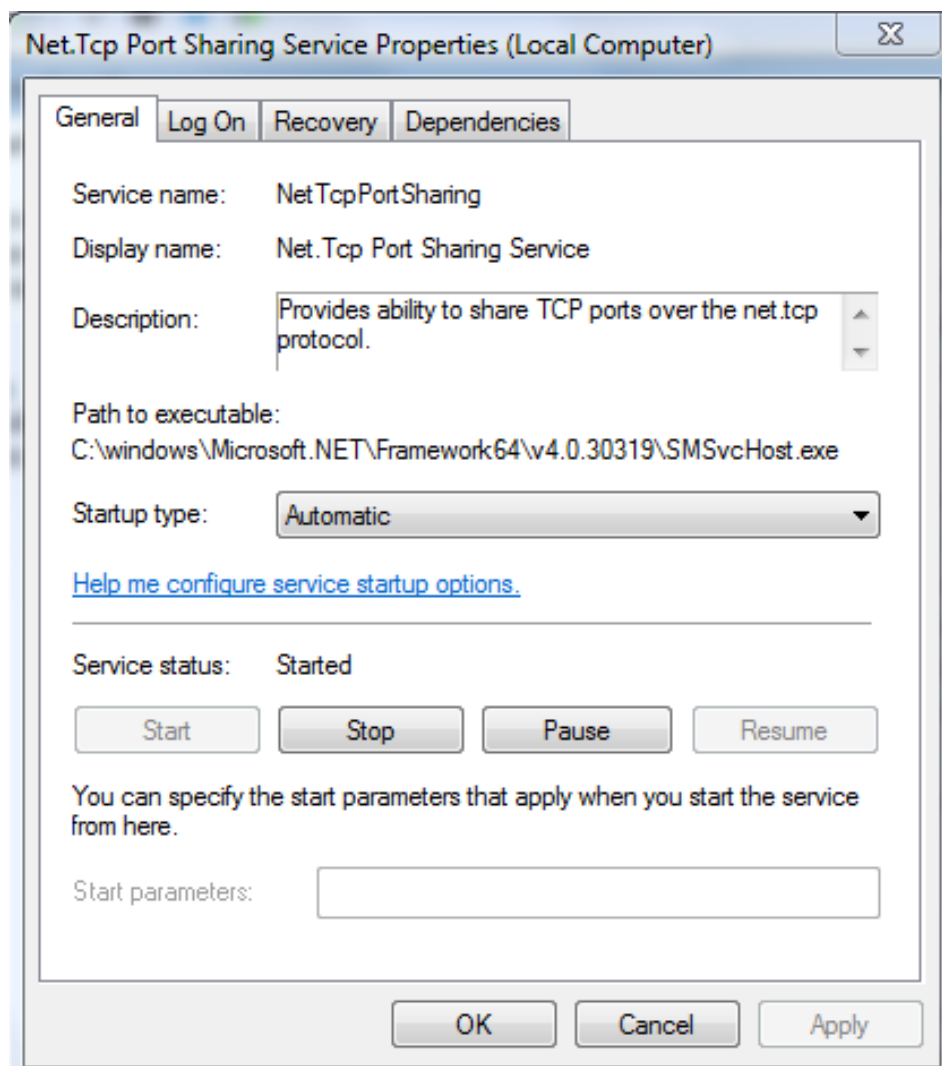 Net.Tcp Port Sharing Service Properties (Local Computer)
General Log On Recovery Dependencies
Service name: NetTcpPortSharing
Display name: Net.Tcp Port Sharing Service
Description: Provides ability to share TCP ports over the net.tcp
protocol.
Path to executable:
C:\windows\Microsoft.NET\Framework64\v4.0.30319\SMSvcHost.exe
Startup type: Automatic
Help me configure service startup options.
Service status: Started
Start Stop Pause Resume
You can specify the start parameters that apply when you start the service
from here.
Start parameters:
OK Cancel Apply